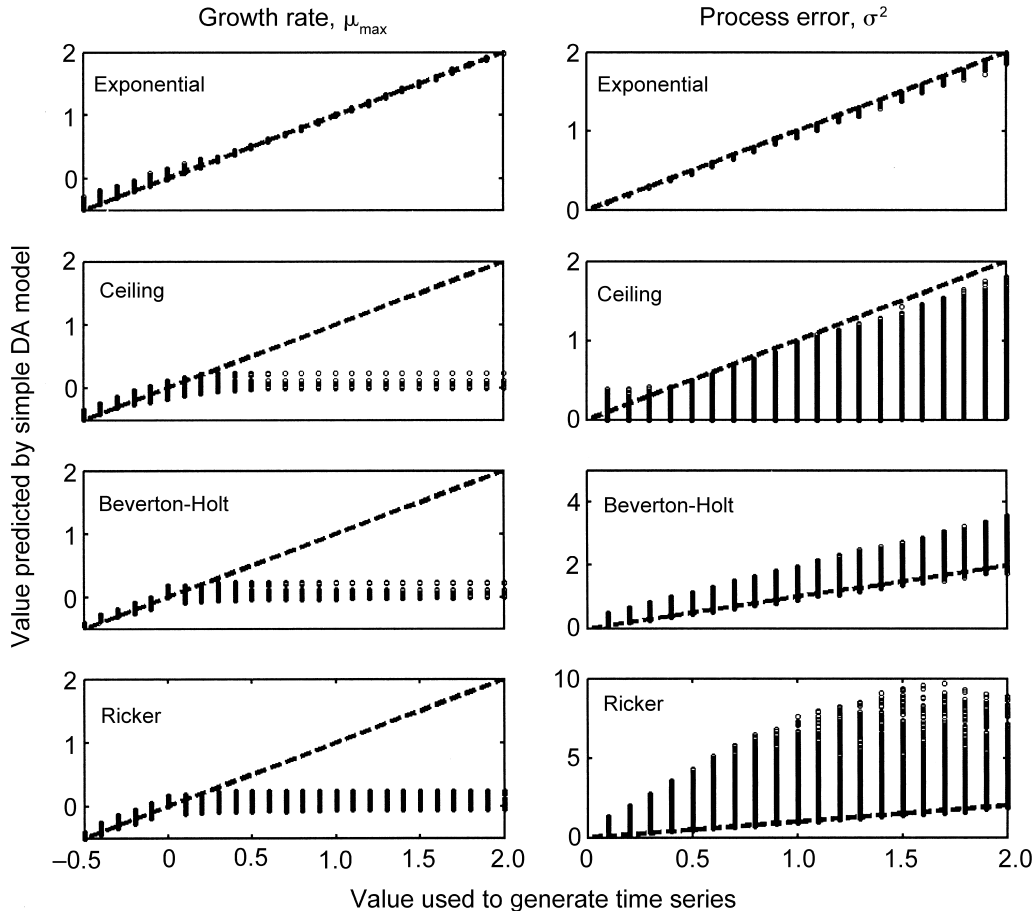 Growth rate, μmax
Process error, σ²
Value predicted by simple DA model
2
Exponential
1
0
2
Exponential
1
0
2
Ceiling
1
0
2
Ceiling
1
0
2
Beverton-Holt
1
0
4
Beverton-Holt
2
0
2
Ricker
1
0
–0.5 0 0.5 1.0 1.5 2.0
10
Ricker
5
0
0 0.5 1.0 1.5 2.0
Value used to generate time series